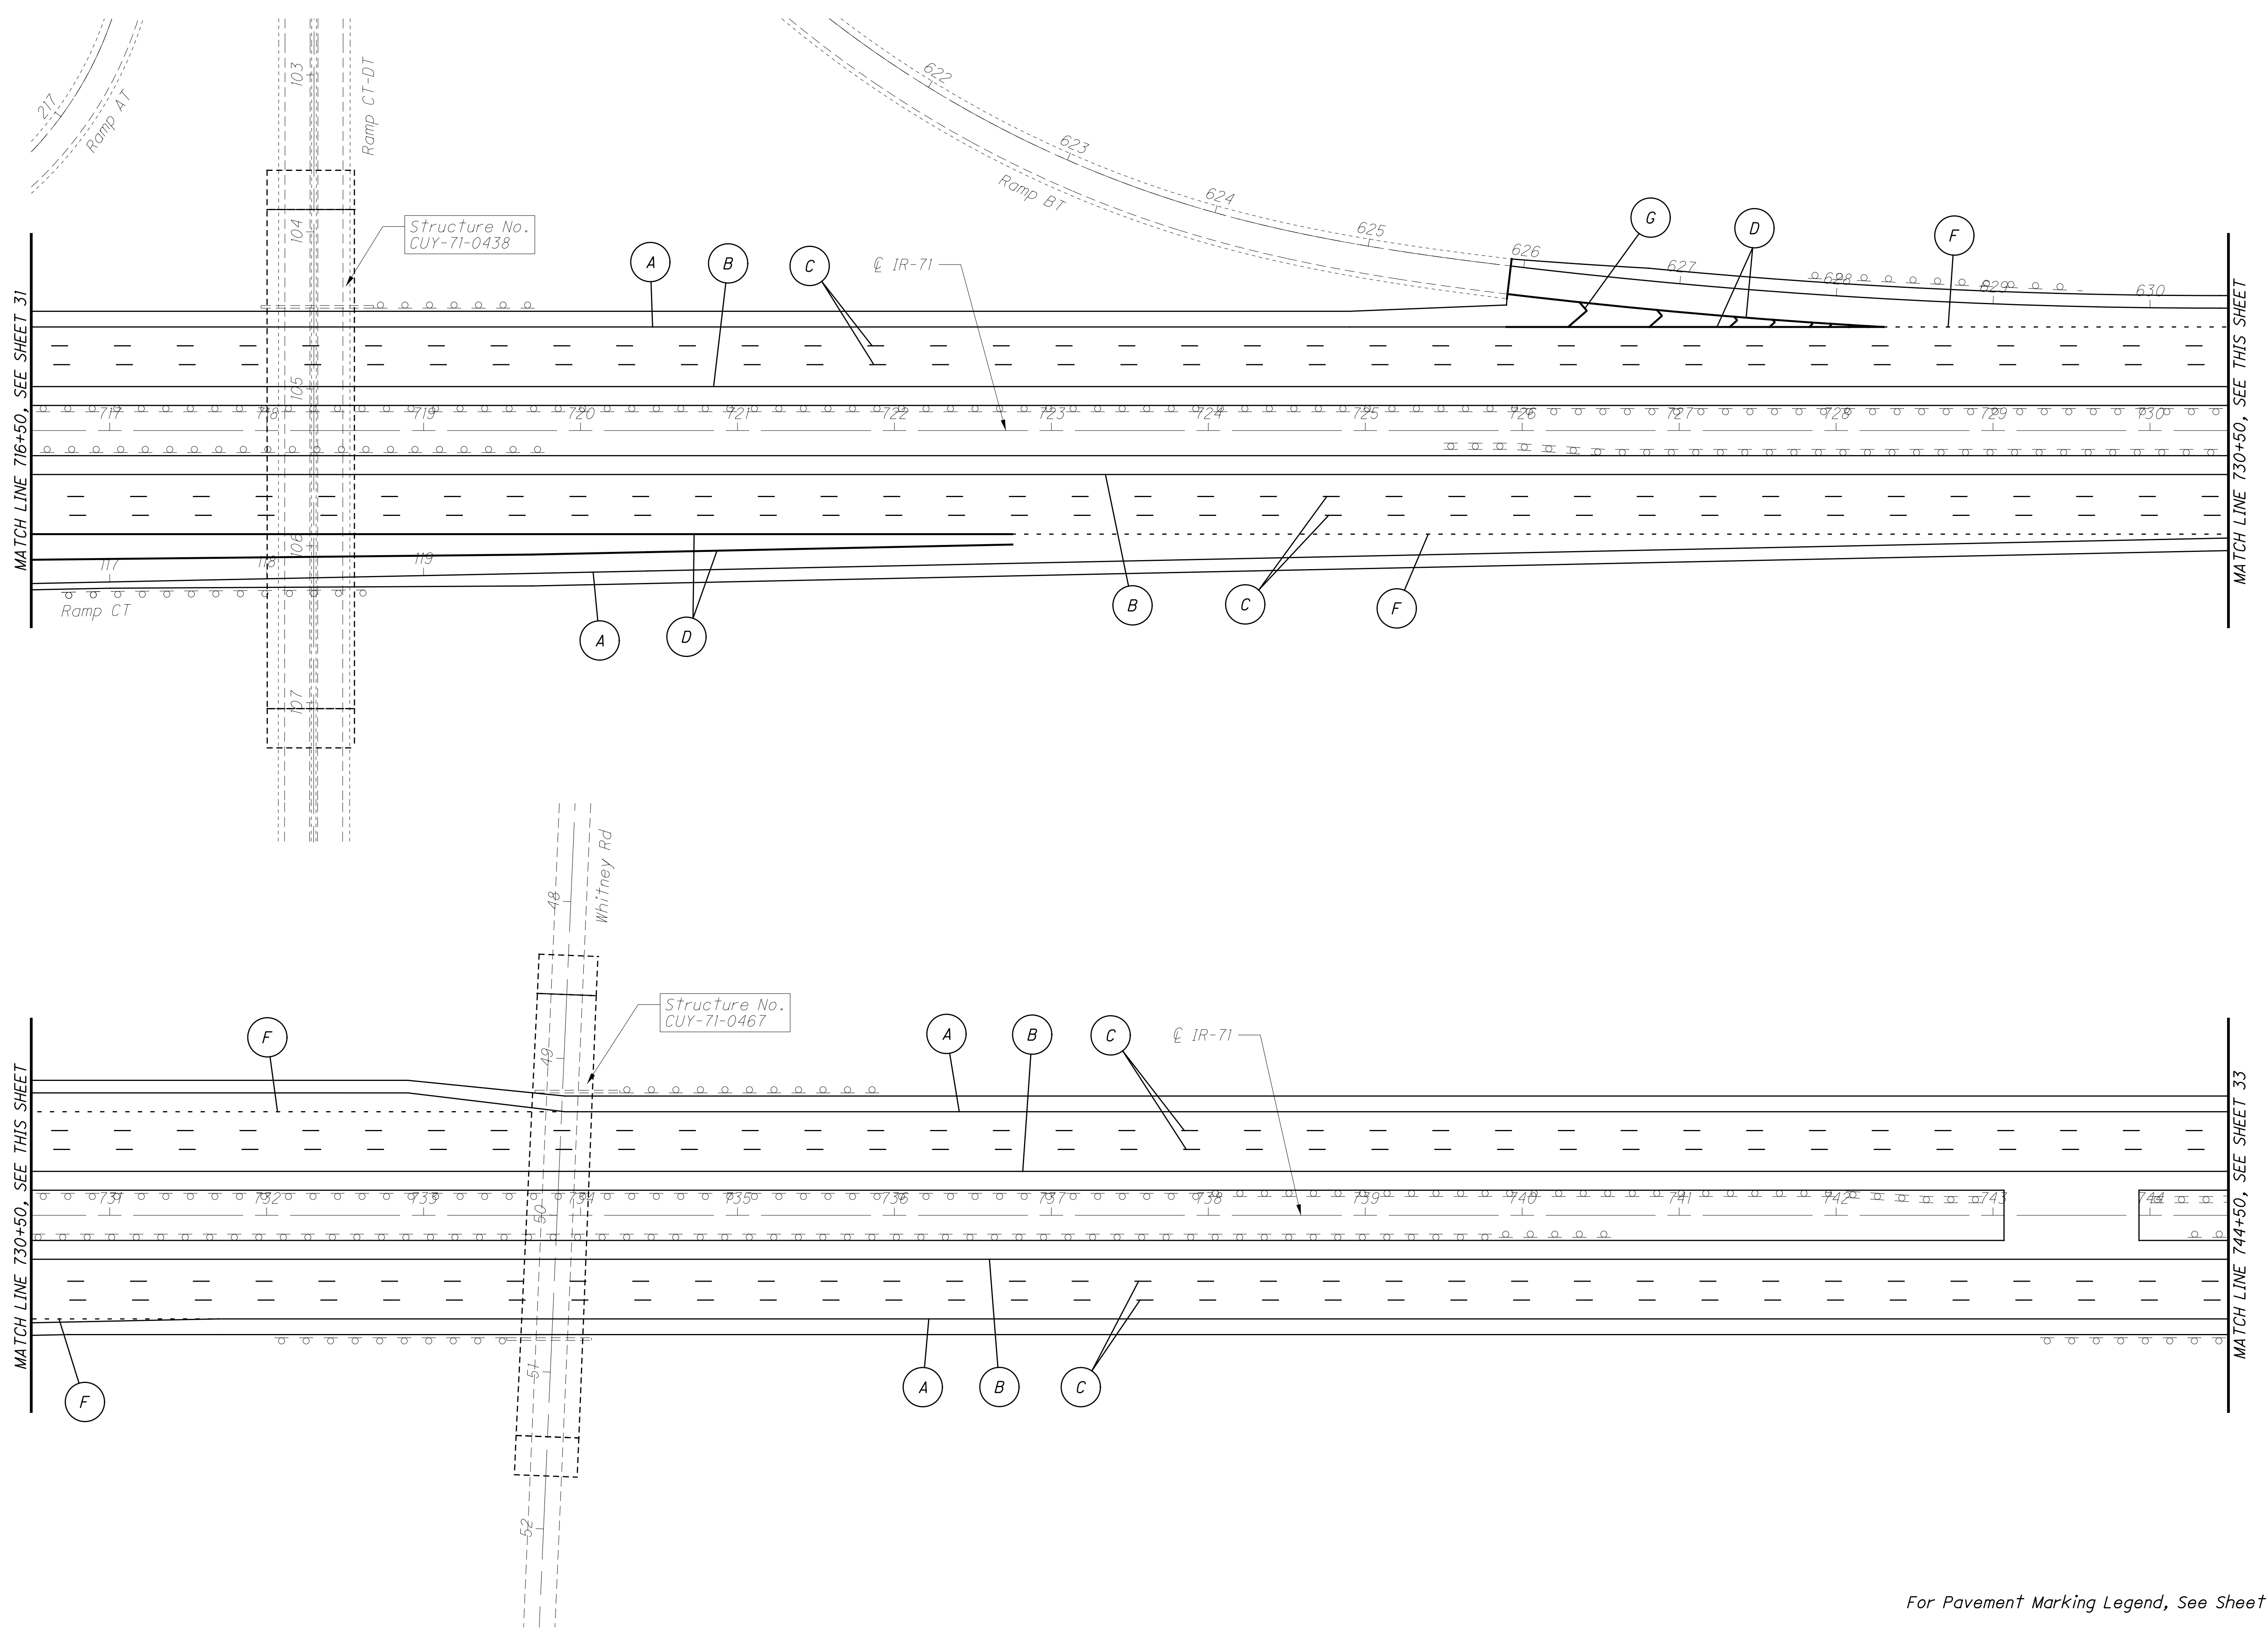 217
Ramp AT
103
Ramp CT-DT
622
623
624
625
Ramp BT
626
627
628
629
630
104
105
106
107
Structure No.
CUY-71-0438
A
B
C
℄ IR-71
G
D
F
MATCH LINE 716+50, SEE SHEET 31
MATCH LINE 730+50, SEE THIS SHEET
717
718
719
720
721
722
723
724
725
726
727
728
729
730
117
118
119
Ramp CT
A
D
B
C
F
48
Whitney Rd
49
50
51
52
Structure No.
CUY-71-0467
F
A
B
C
℄ IR-71
MATCH LINE 730+50, SEE THIS SHEET
MATCH LINE 744+50, SEE SHEET 33
731
732
733
734
735
736
737
738
739
740
741
742
743
744
F
A
B
C
For Pavement Marking Legend, See Sheet